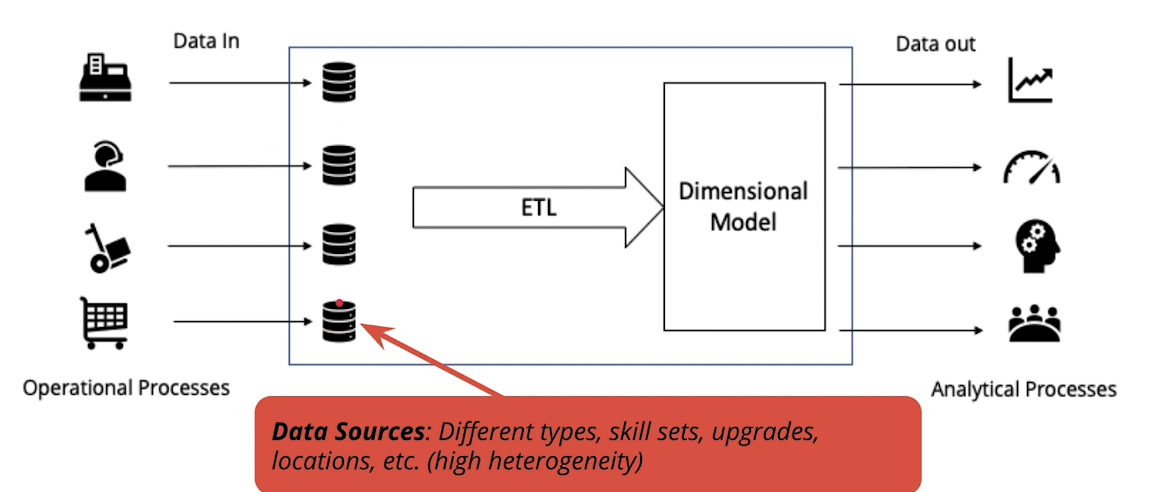 Data In
Data out
ETL
Dimensional
Model
Operational Processes
Analytical Processes
Data Sources: Different types, skill sets, upgrades,
locations, etc. (high heterogeneity)